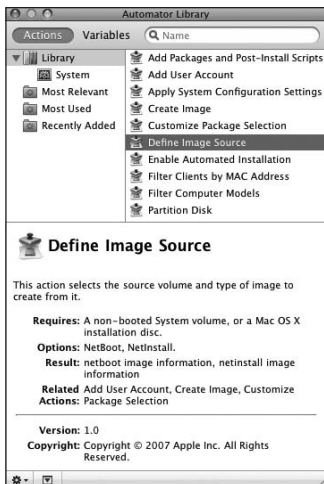 Automator Library
Actions Variables Name
Library
System
Most Relevant
Most Used
Recently Added
Add Packages and Post-Install Scripts
Add User Account
Apply System Configuration Settings
Create Image
Customize Package Selection
Define Image Source
Enable Automated Installation
Filter Clients by MAC Address
Filter Computer Models
Partition Disk
Define Image Source
This action selects the source volume and type of image to
create from it.
Requires: A non-booted System volume, or a Mac OS X
installation disc.
Options: NetBoot, NetInstall.
Result: netboot image information, netinstall image
information
Related Add User Account, Create Image, Customize
Actions: Package Selection
Version: 1.0
Copyright: Copyright © 2007 Apple Inc. All Rights
Reserved.